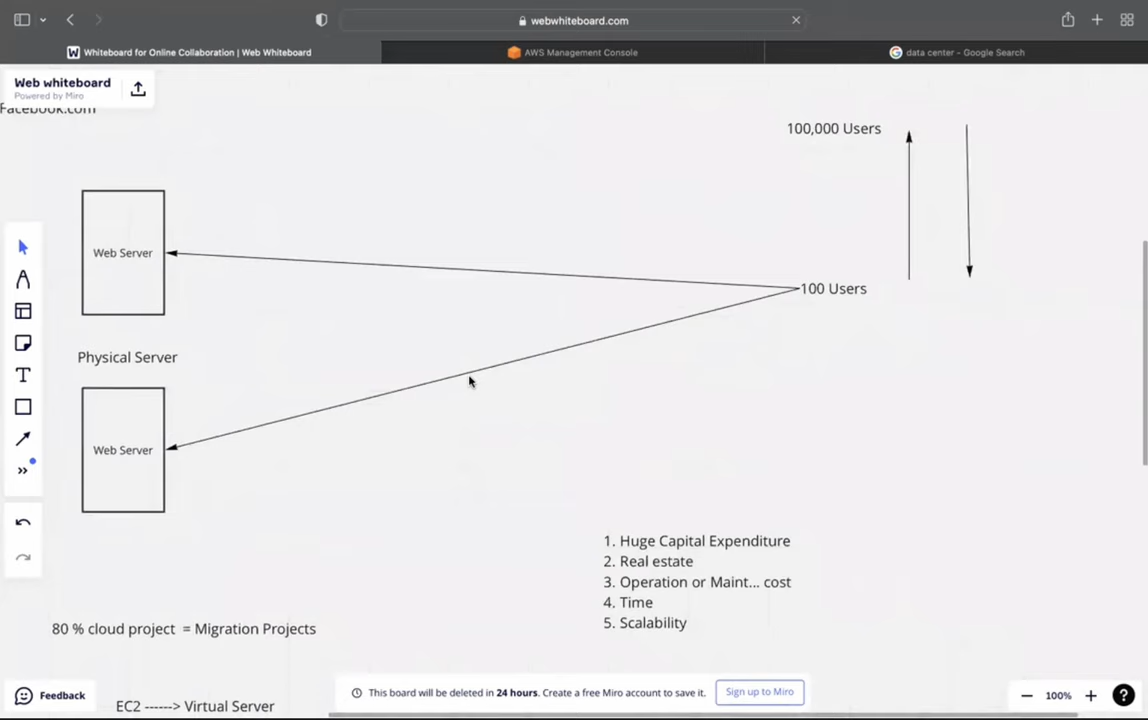 webwhiteboard.com
Whiteboard for Online Collaboration | Web Whiteboard
AWS Management Console
data center - Google Search
Web whiteboard
Powered by Miro
Facebook.com
100,000 Users
Web Server
100 Users
Physical Server
Web Server
1. Huge Capital Expenditure
2. Real estate
3. Operation or Maint... cost
4. Time
5. Scalability
80 % cloud project = Migration Projects
This board will be deleted in 24 hours. Create a free Miro account to save it.
Sign up to Miro
Feedback
100%
EC2 ------> Virtual Server